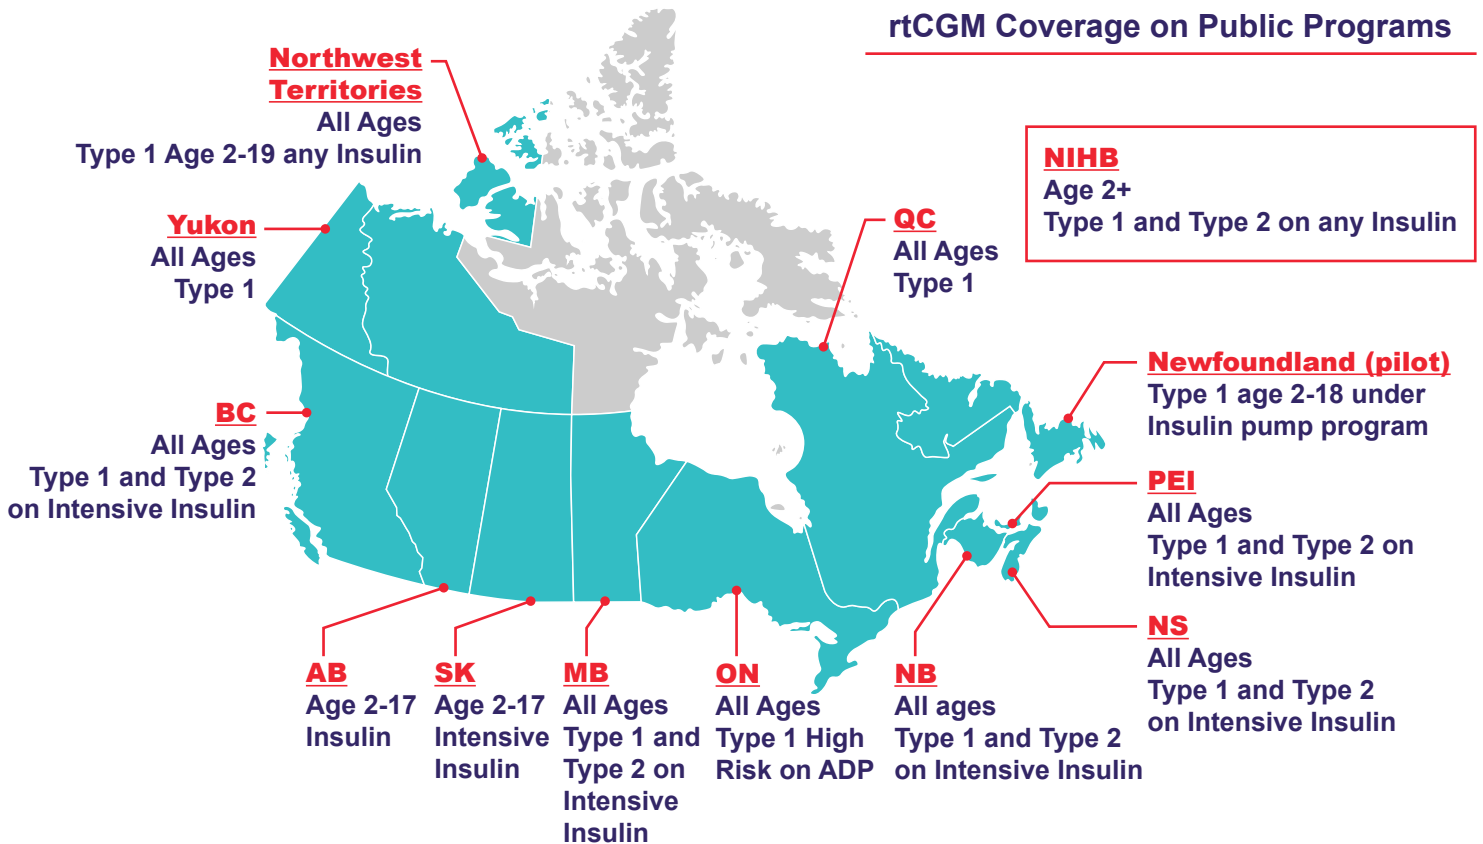 rtCGM Coverage on Public Programs
Northwest
Territories
All Ages
Type 1 Age 2-19 any Insulin
NIHB
Age 2+
Type 1 and Type 2 on any Insulin
Yukon
All Ages
Type 1
QC
All Ages
Type 1
Newfoundland (pilot)
Type 1 age 2-18 under
Insulin pump program
BC
All Ages
Type 1 and Type 2
on Intensive Insulin
PEI
All Ages
Type 1 and Type 2 on
Intensive Insulin
NS
All Ages
Type 1 and Type 2
on Intensive Insulin
AB
Age 2-17
Insulin
SK
Age 2-17
Intensive
Insulin
MB
All Ages
Type 1 and
Type 2 on
Intensive
Insulin
ON
All Ages
Type 1 High
Risk on ADP
NB
All ages
Type 1 and Type 2
on Intensive Insulin